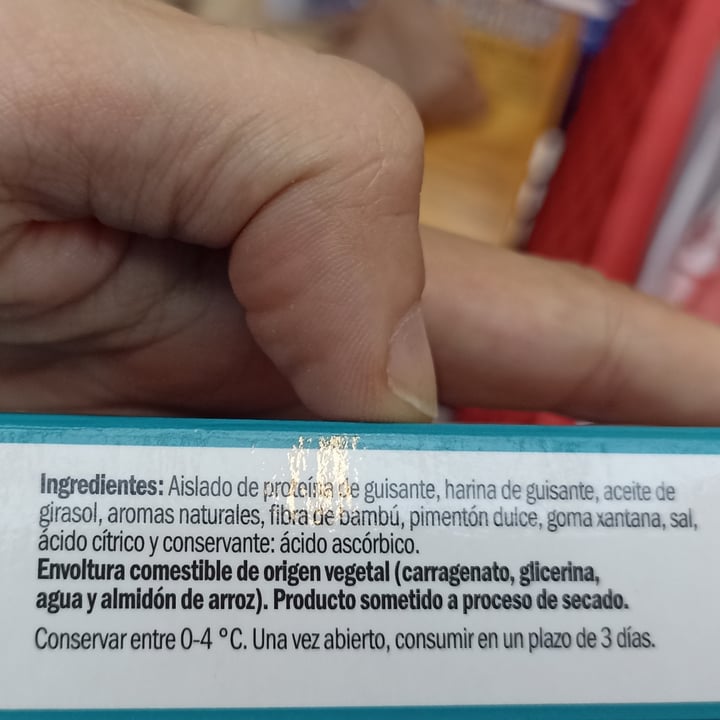 Ingredientes: Aislado de proteína de guisante, harina de guisante, aceite de
girasol, aromas naturales, fibra de bambú, pimentón dulce, goma xantana, sal,
ácido cítrico y conservante: ácido ascórbico.
Envoltura comestible de origen vegetal (carragenato, glicerina,
agua y almidón de arroz). Producto sometido a proceso de secado.
Conservar entre 0-4 °C. Una vez abierto, consumir en un plazo de 3 días.